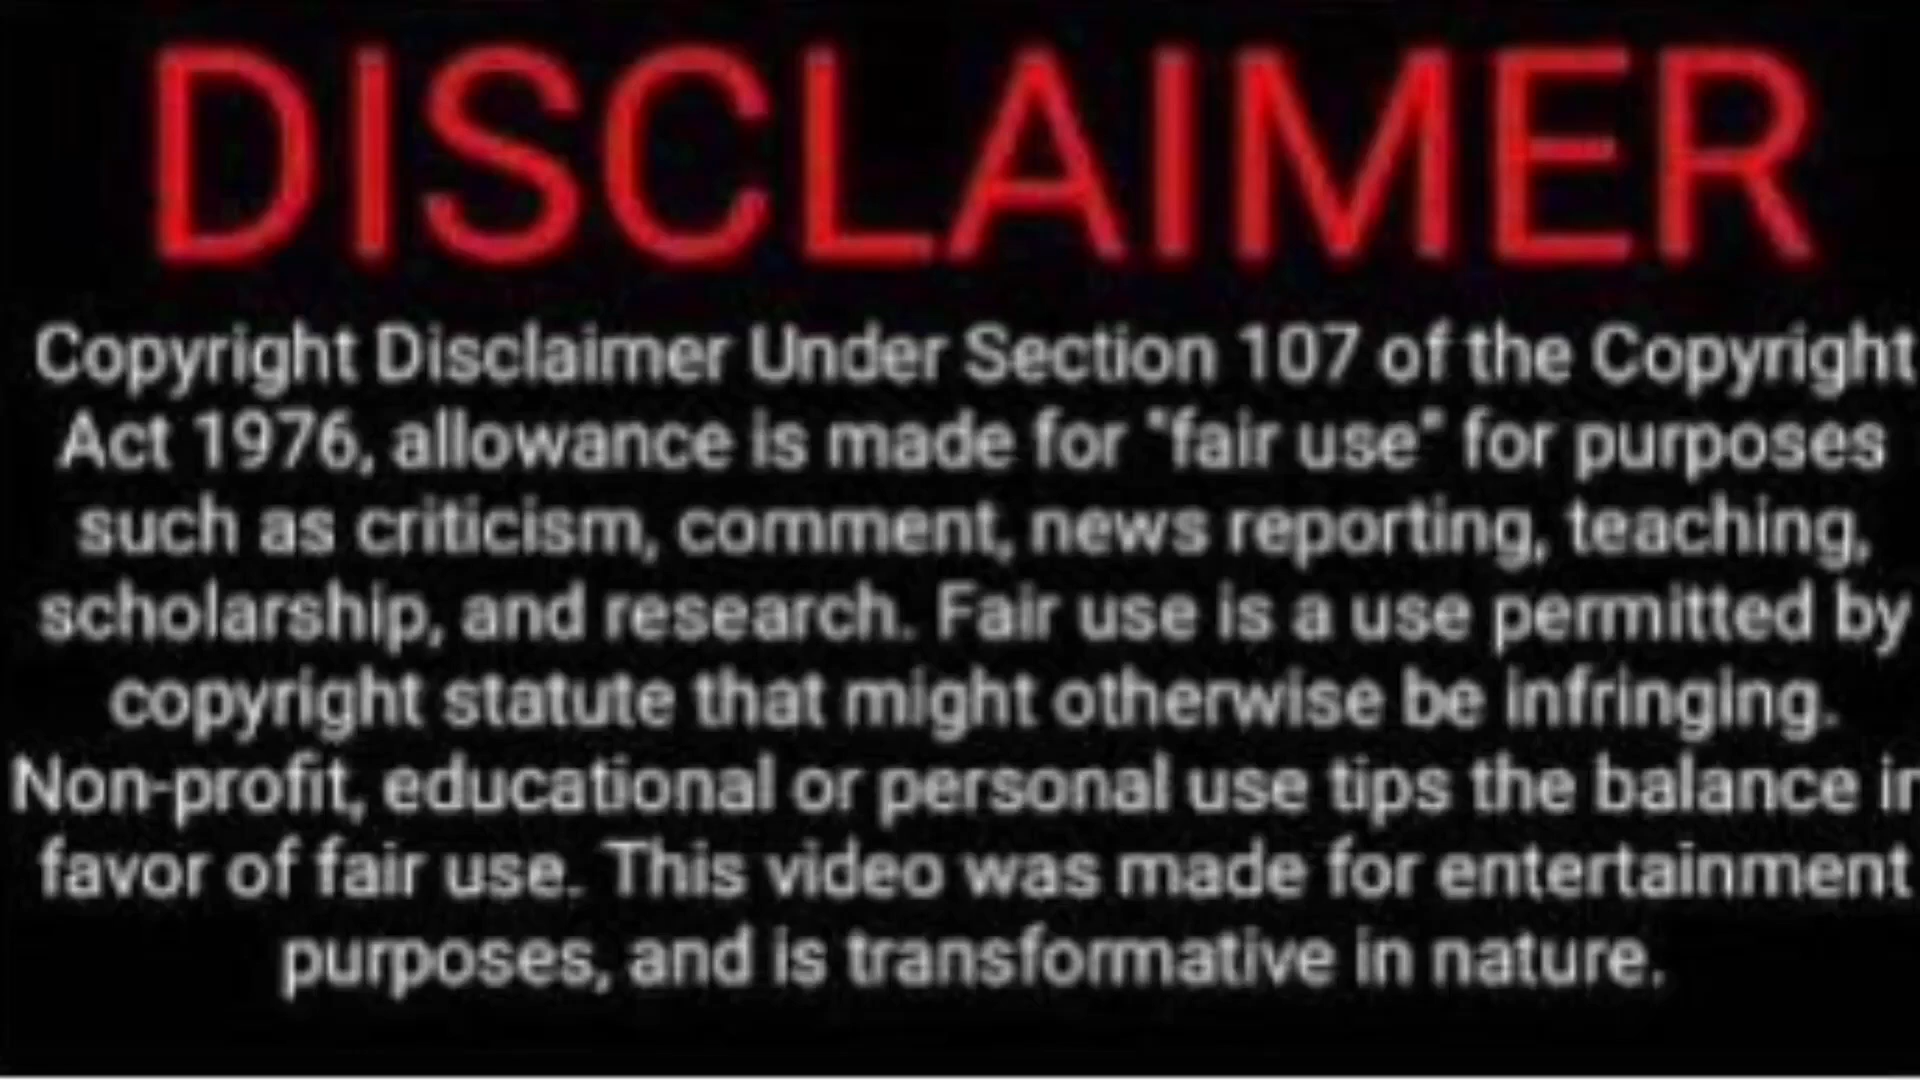 DISCLAIMER
Copyright Disclaimer Under Section 107 of the Copyright
Act 1976, allowance is made for "fair use" for purposes
such as criticism, comment, news reporting, teaching,
scholarship, and research. Fair use is a use permitted by
copyright statute that might otherwise be infringing.
Non-profit, educational or personal use tips the balance in
favor of fair use. This video was made for entertainment
purposes, and is transformative in nature.